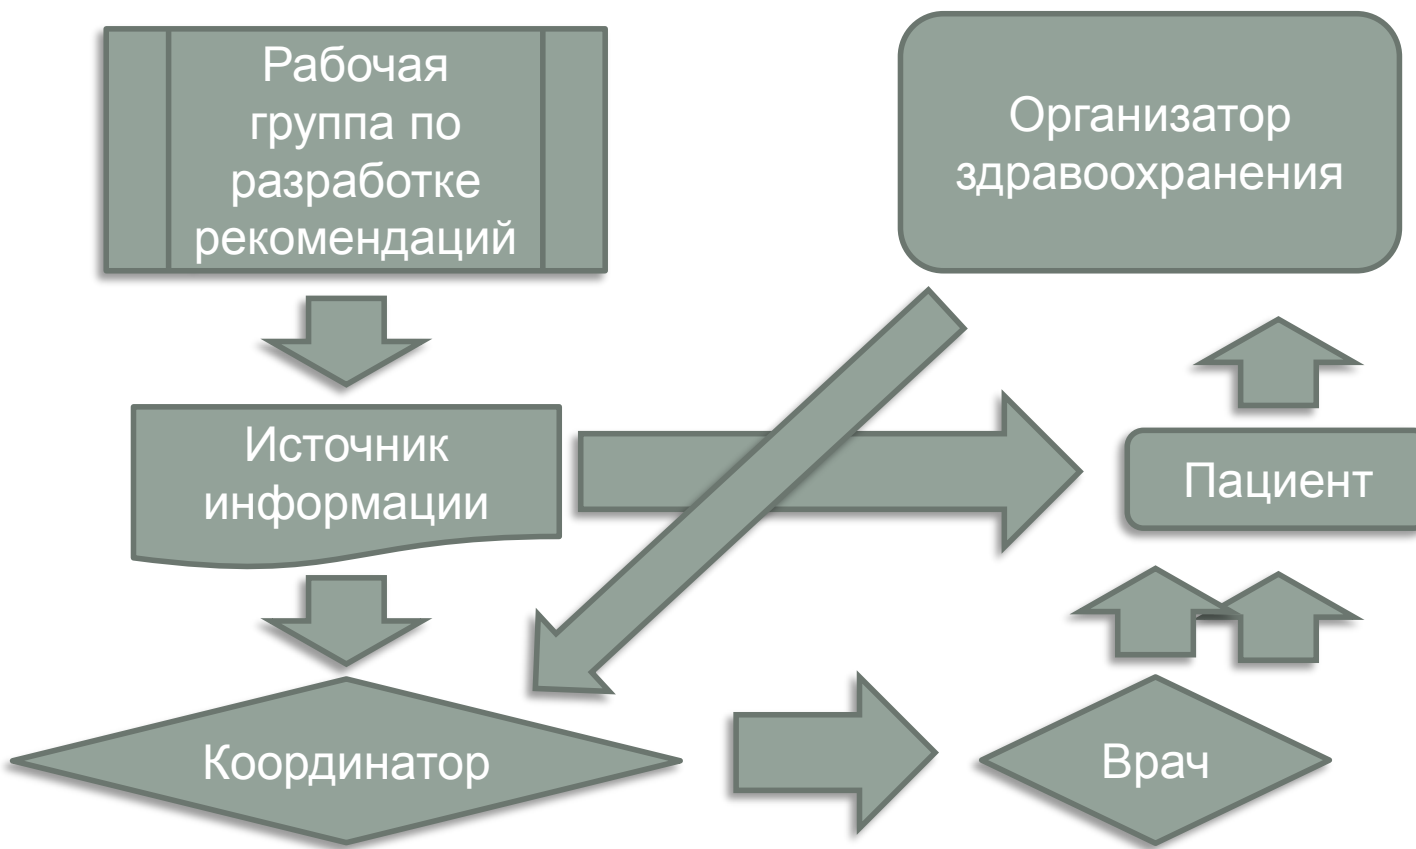 Рабочая
группа по
разработке
рекомендаций
Организатор
здравоохранения
Источник
информации
Пациент
Координатор
Врач